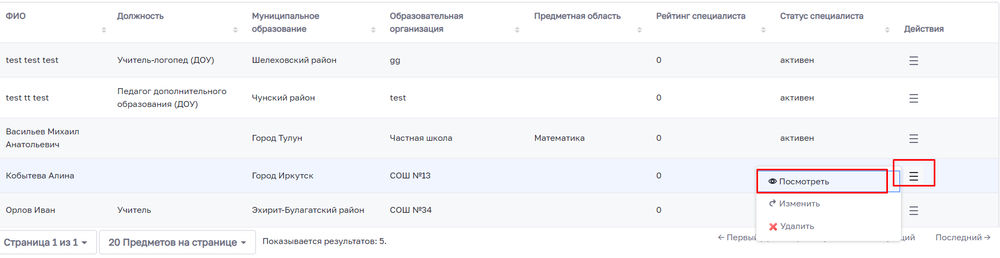 ФИО
Должность
Муниципальное
образование
Образовательная
организация
Предметная область
Рейтинг специалиста
Статус специалиста
Действия
test test test
Учитель-логопед (ДОУ)
Шелеховский район
gg
0
активен
test tt test
Педагог дополнительного
образования (ДОУ)
Чунский район
test
0
активен
Васильев Михаил
Анатольевич
Город Тулун
Частная школа
Математика
0
активен
Кобытева Алина
Город Иркутск
СОШ №13
0
Посмотреть
Изменить
Удалить
Орлов Иван
Учитель
Эхирит-Булагатский район
СОШ №34
0
Страница 1 из 1
20 Предметов на странице
Показывается результатов: 5.
← Первый
Последний →